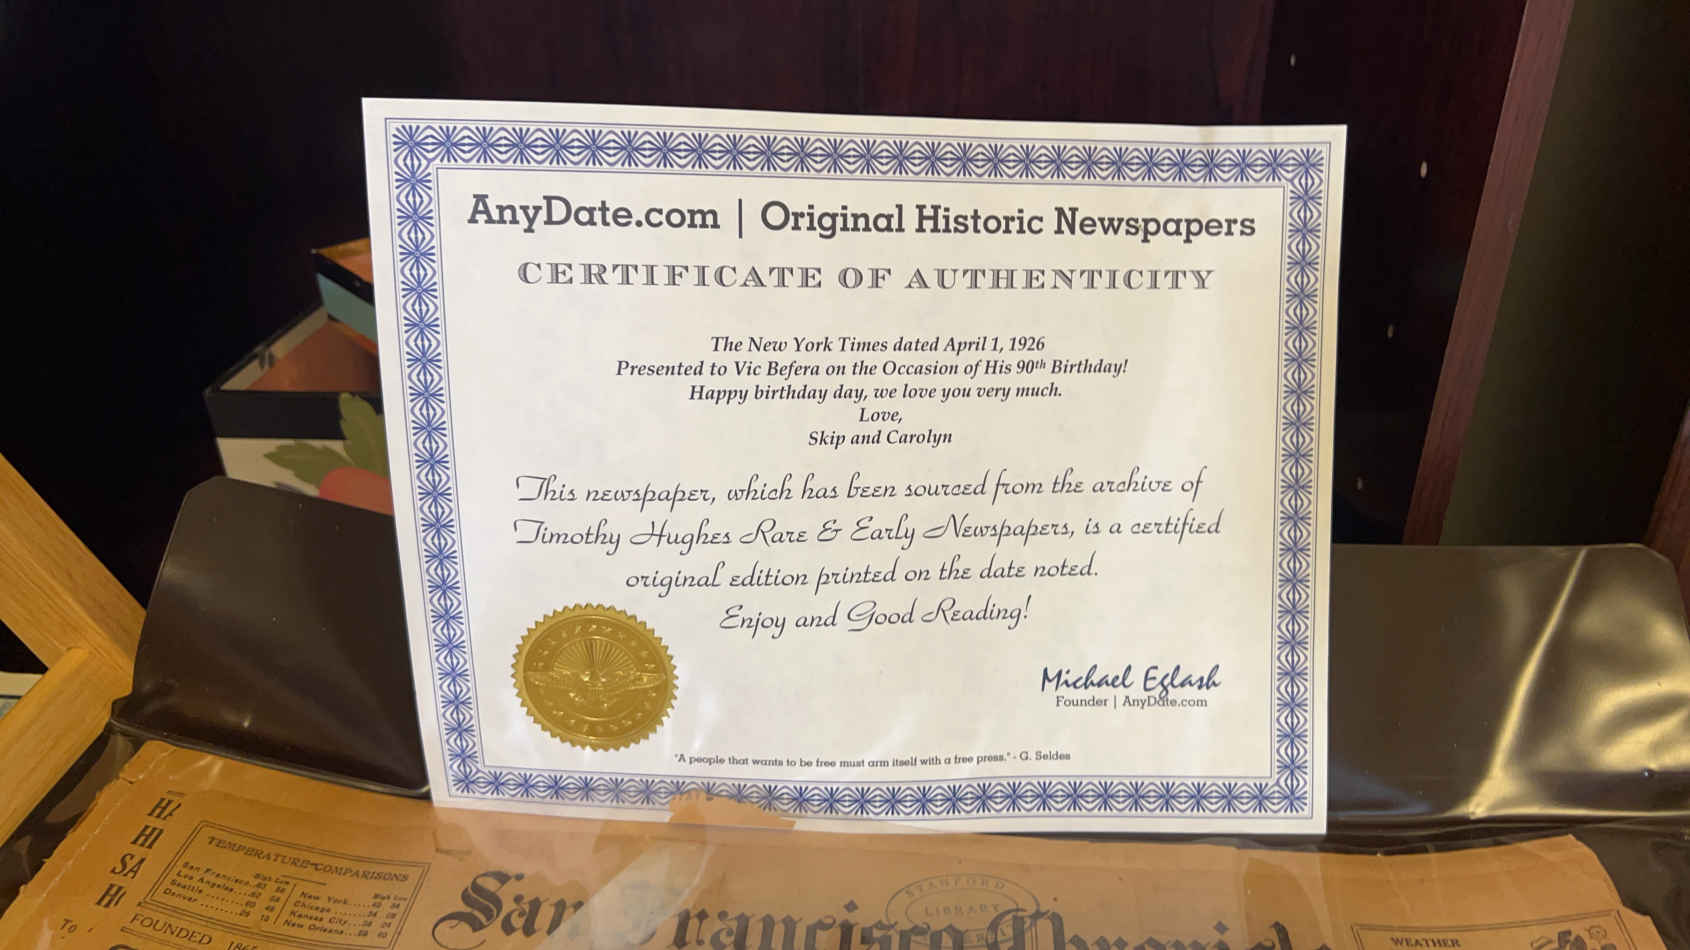 AnyDate.com | Original Historic Newspapers
CERTIFICATE OF AUTHENTICITY
The New York Times dated April 1, 1926
Presented to Vic Befera on the Occasion of His 90th Birthday!
Happy birthday day, we love you very much.
Love,
Skip and Carolyn
This newspaper, which has been sourced from the archive of
Timothy Hughes Rare & Early Newspapers, is a certified
original edition printed on the date noted.
Enjoy and Good Reading!
Michael Eglash
Founder | AnyDate.com
"A people that wants to be free must arm itself with a free press." - G. Seldes
TEMPERATURE COMPARISONS
High Low
San Francisco
Los Angeles
Seattle
Denver
High Low
New York
Chicago
Kansas City
New Orleans
FOUNDED
TO
San Francisco Chronicle
STANFORD
LIBRARY
WEATHER